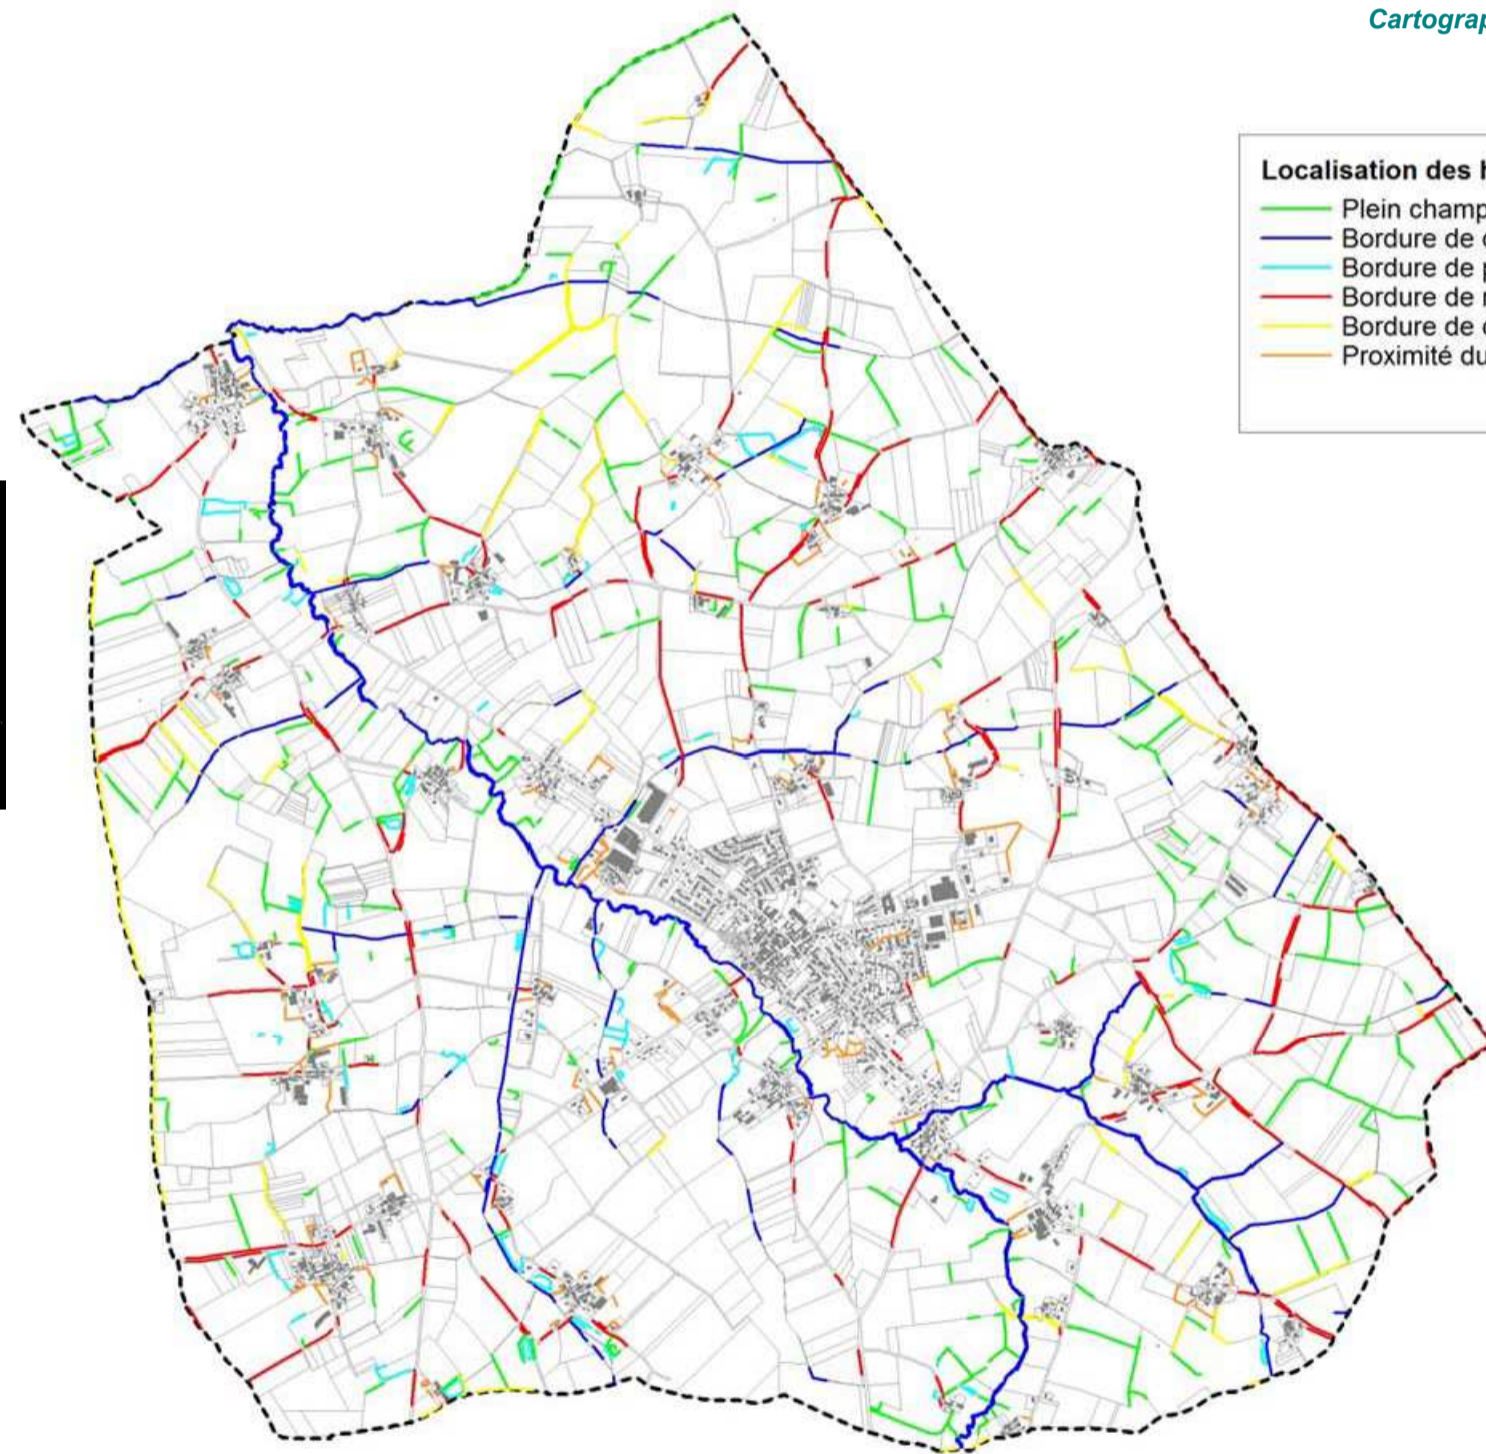 Cartograp
Localisation des h
Plein champ
Bordure de c
Bordure de p
Bordure de r
Bordure de c
Proximité du